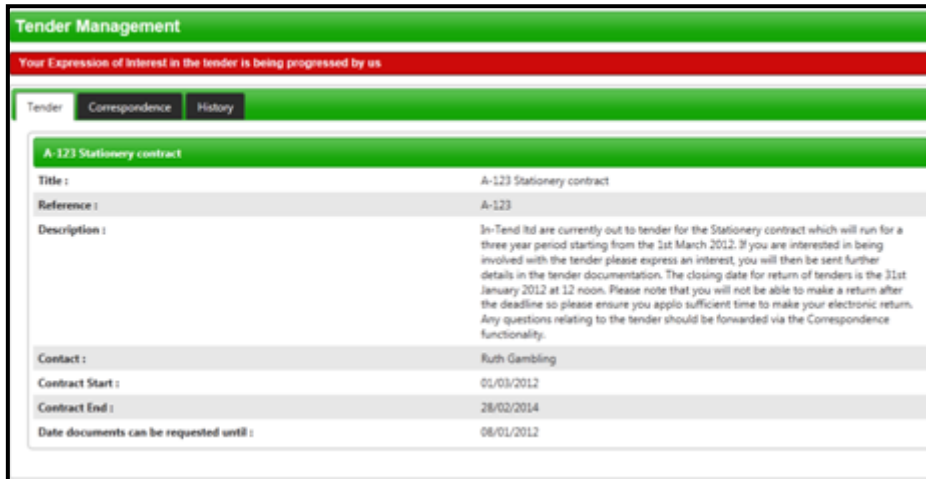 Tender Management
Your Expression of Interest in the tender is being progressed by us
Tender Correspondence History
A-123 Stationery contract
Title : A-123 Stationery contract
Reference : A-123
Description : In-Tend ltd are currently out to tender for the Stationery contract which will run for a
three year period starting from the 1st March 2012. If you are interested in being
involved with the tender please express an interest, you will then be sent further
details in the tender documentation. The closing date for return of tenders is the 31st
January 2012 at 12 noon. Please note that you will not be able to make a return after
the deadline so please ensure you applo sufficient time to make your electronic return.
Any questions relating to the tender should be forwarded via the Correspondence
functionality.
Contact : Ruth Gambling
Contract Start : 01/03/2012
Contract End : 28/02/2014
Date documents can be requested until : 08/01/2012